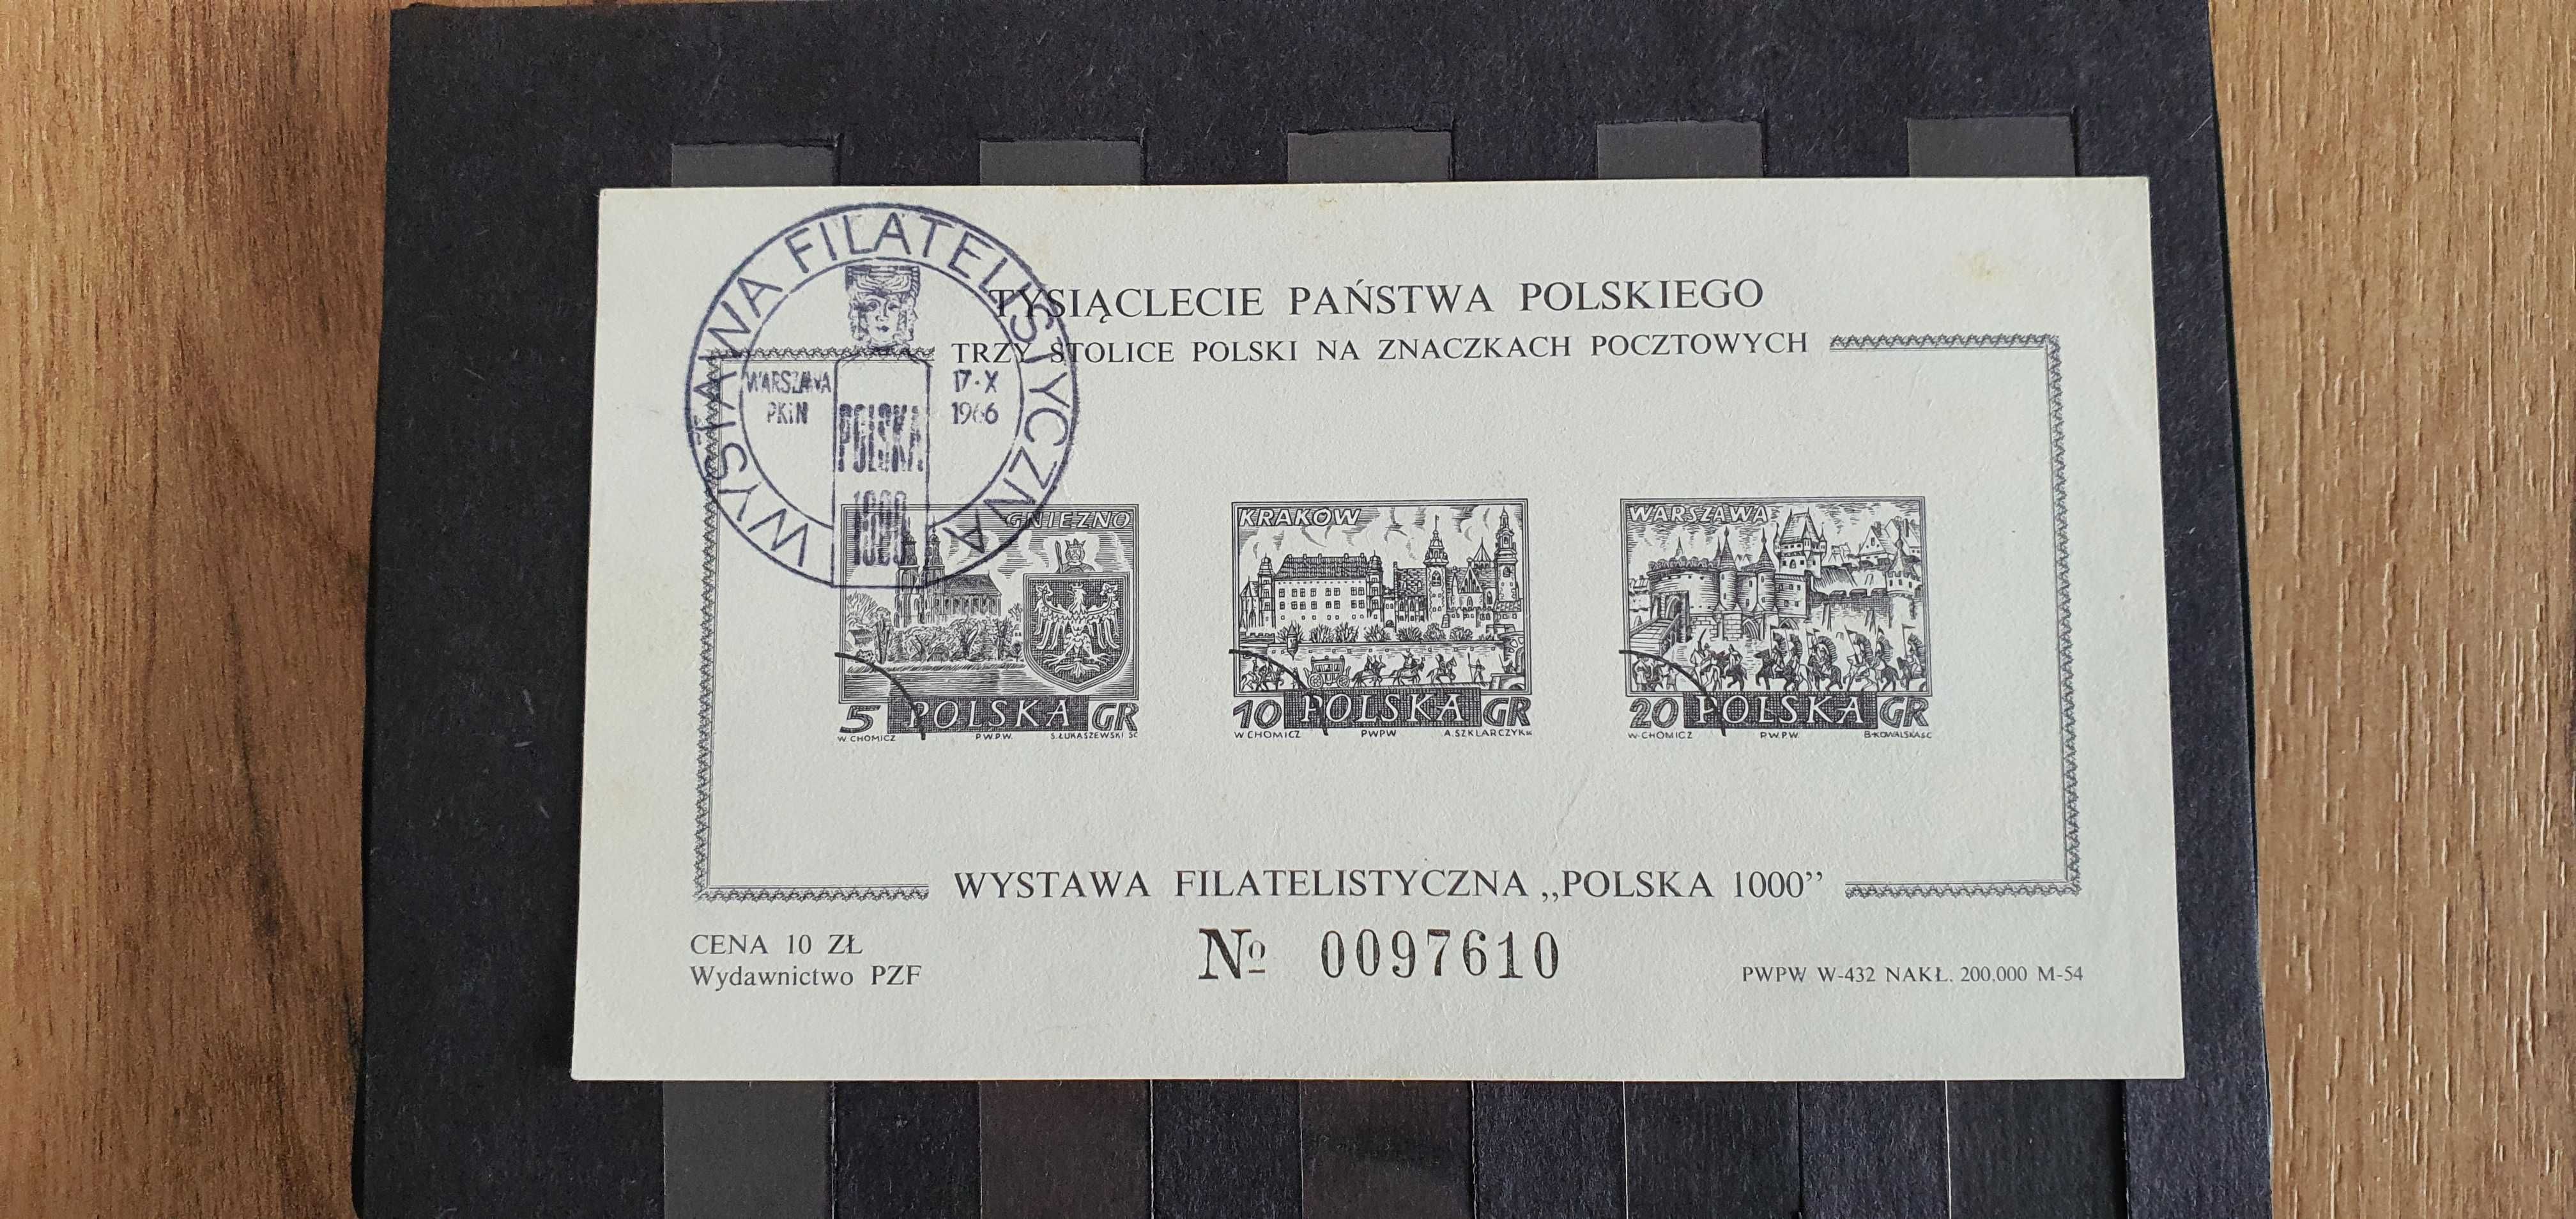 WYSTAWA FILATELISTYCZNA
WARSZAWA
PKiN
17·X
1966
POLSKA
1000
TYSIĄCLECIE PAŃSTWA POLSKIEGO
TRZY STOLICE POLSKI NA ZNACZKACH POCZTOWYCH
GNIEZNO
5 POLSKA GR
W. CHOMICZ P.W.P.W. S. ŁUKASZEWSKI SC
KRAKÓW
10 POLSKA GR
W. CHOMICZ PWPW A. SZKLARCZYK sc
WARSZAWA
20 POLSKA GR
W. CHOMICZ P.W.P.W. B. KOWALSKA sc
WYSTAWA FILATELISTYCZNA „POLSKA 1000”
CENA 10 ZŁ
Wydawnictwo PZF
No 0097610
PWPW W-432 NAKŁ. 200.000 M-54